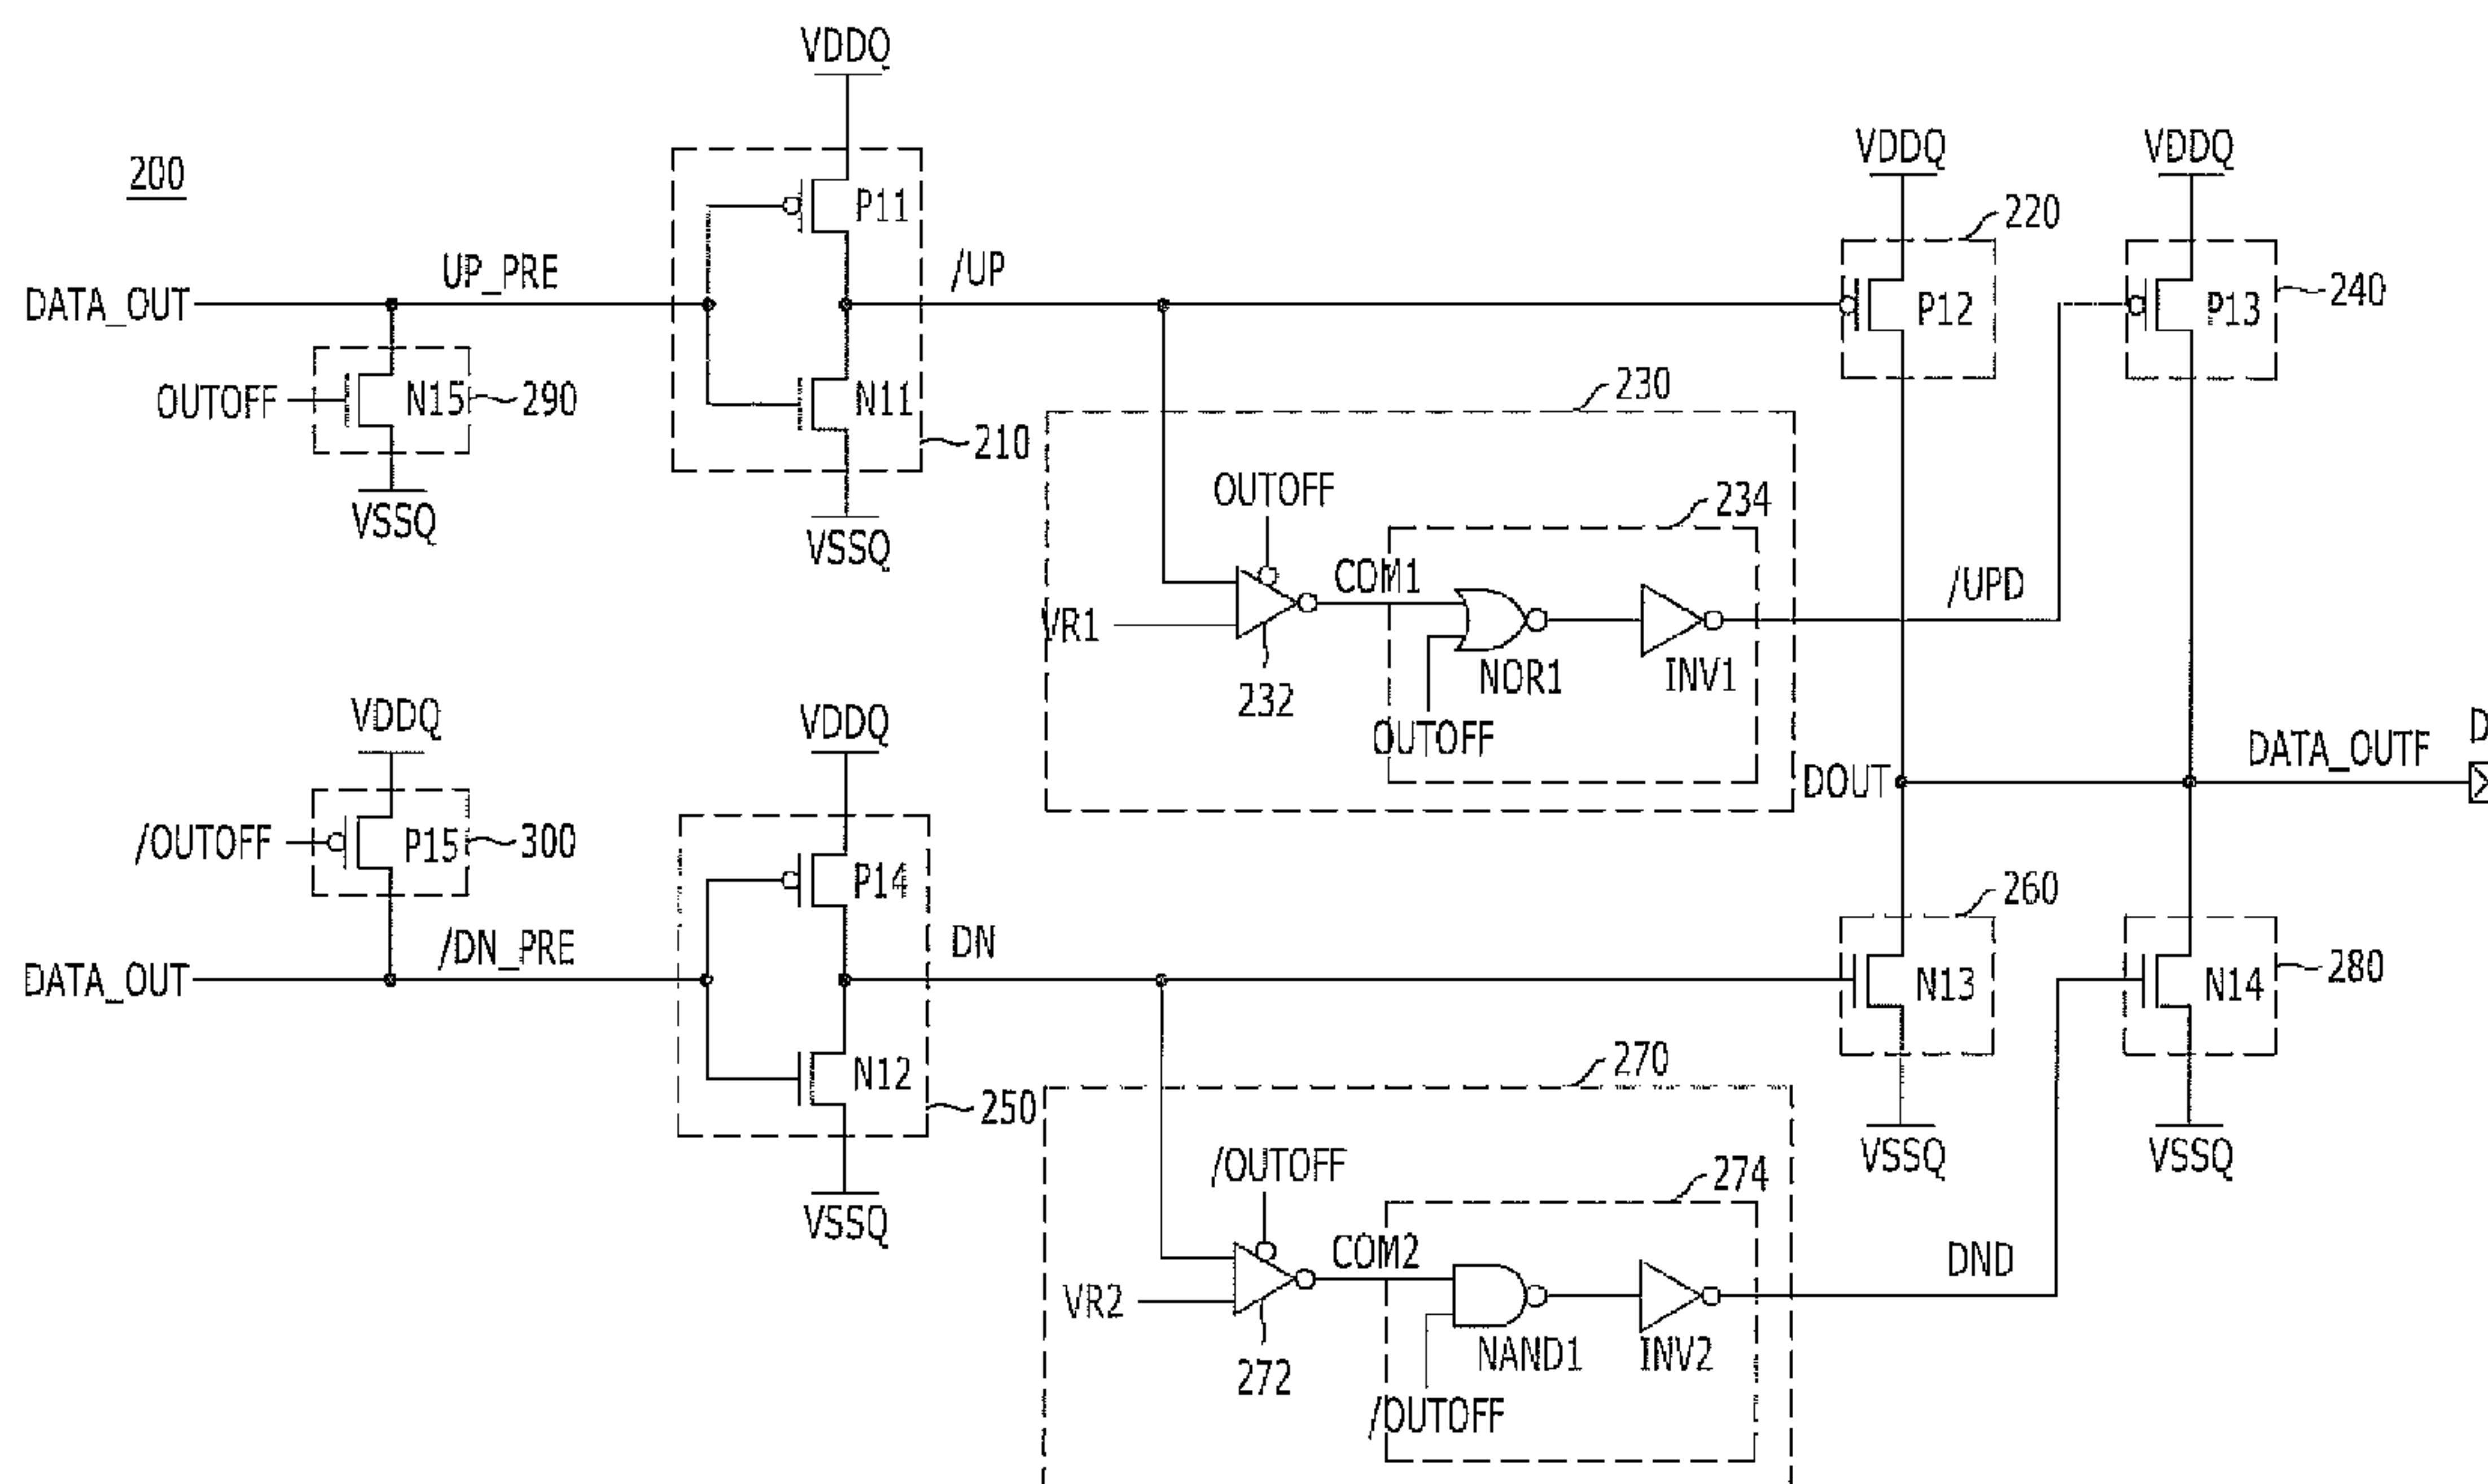 200
VDDQ
P11
N11
210
VSSQ
DATA_OUT
UP_PRE
/UP
OUTOFF
N15
290
VSSQ
VDDQ
220
P12
VDDQ
240
P13
230
OUTOFF
234
COM1
VR1
232
NOR1
INV1
OUTOFF
/UPD
DOUT
DATA_OUTF
D
VDDQ
/OUTOFF
P15
300
DATA_OUT
/DN_PRE
VDDQ
P14
N12
250
VSSQ
DN
260
N13
VSSQ
280
N14
VSSQ
270
/OUTOFF
274
COM2
VR2
272
NAND1
INV2
/OUTOFF
DND